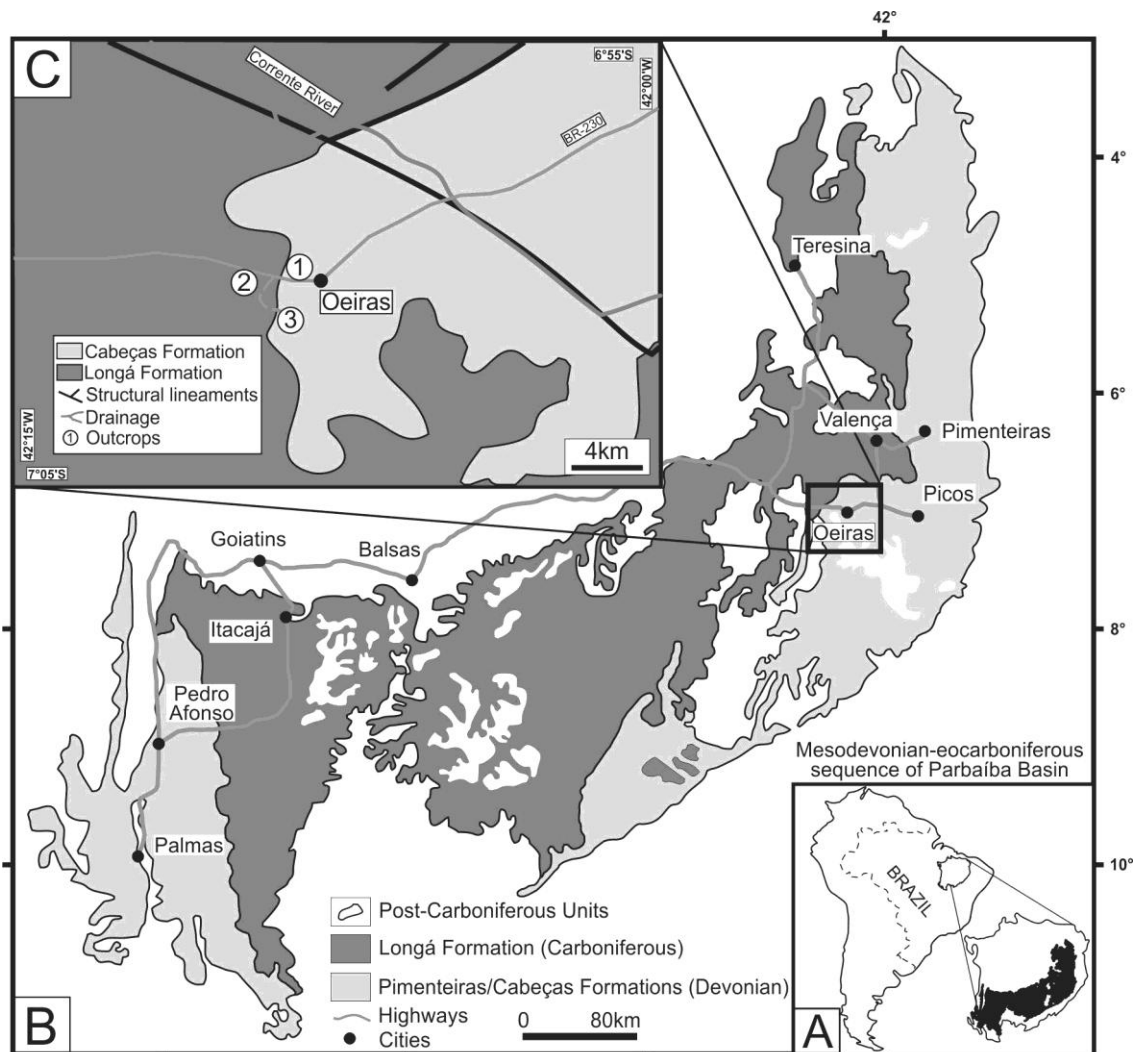 42°
C
Corrente River
6°55'S
42°00'W
BR-230
1
2
Oeiras
3
Cabeças Formation
Longá Formation
Structural lineaments
Drainage
1 Outcrops
42°15'W
7°05'S
4km
4°
Teresina
6°
Valença
Pimenteiras
Picos
Oeiras
Goiatins
Balsas
Itacajá
8°
Pedro
Afonso
Mesodevonian-eocarboniferous
sequence of Parbaíba Basin
Palmas
10°
BRAZIL
Post-Carboniferous Units
Longá Formation (Carboniferous)
Pimenteiras/Cabeças Formations (Devonian)
Highways
Cities
0 80km
B
A